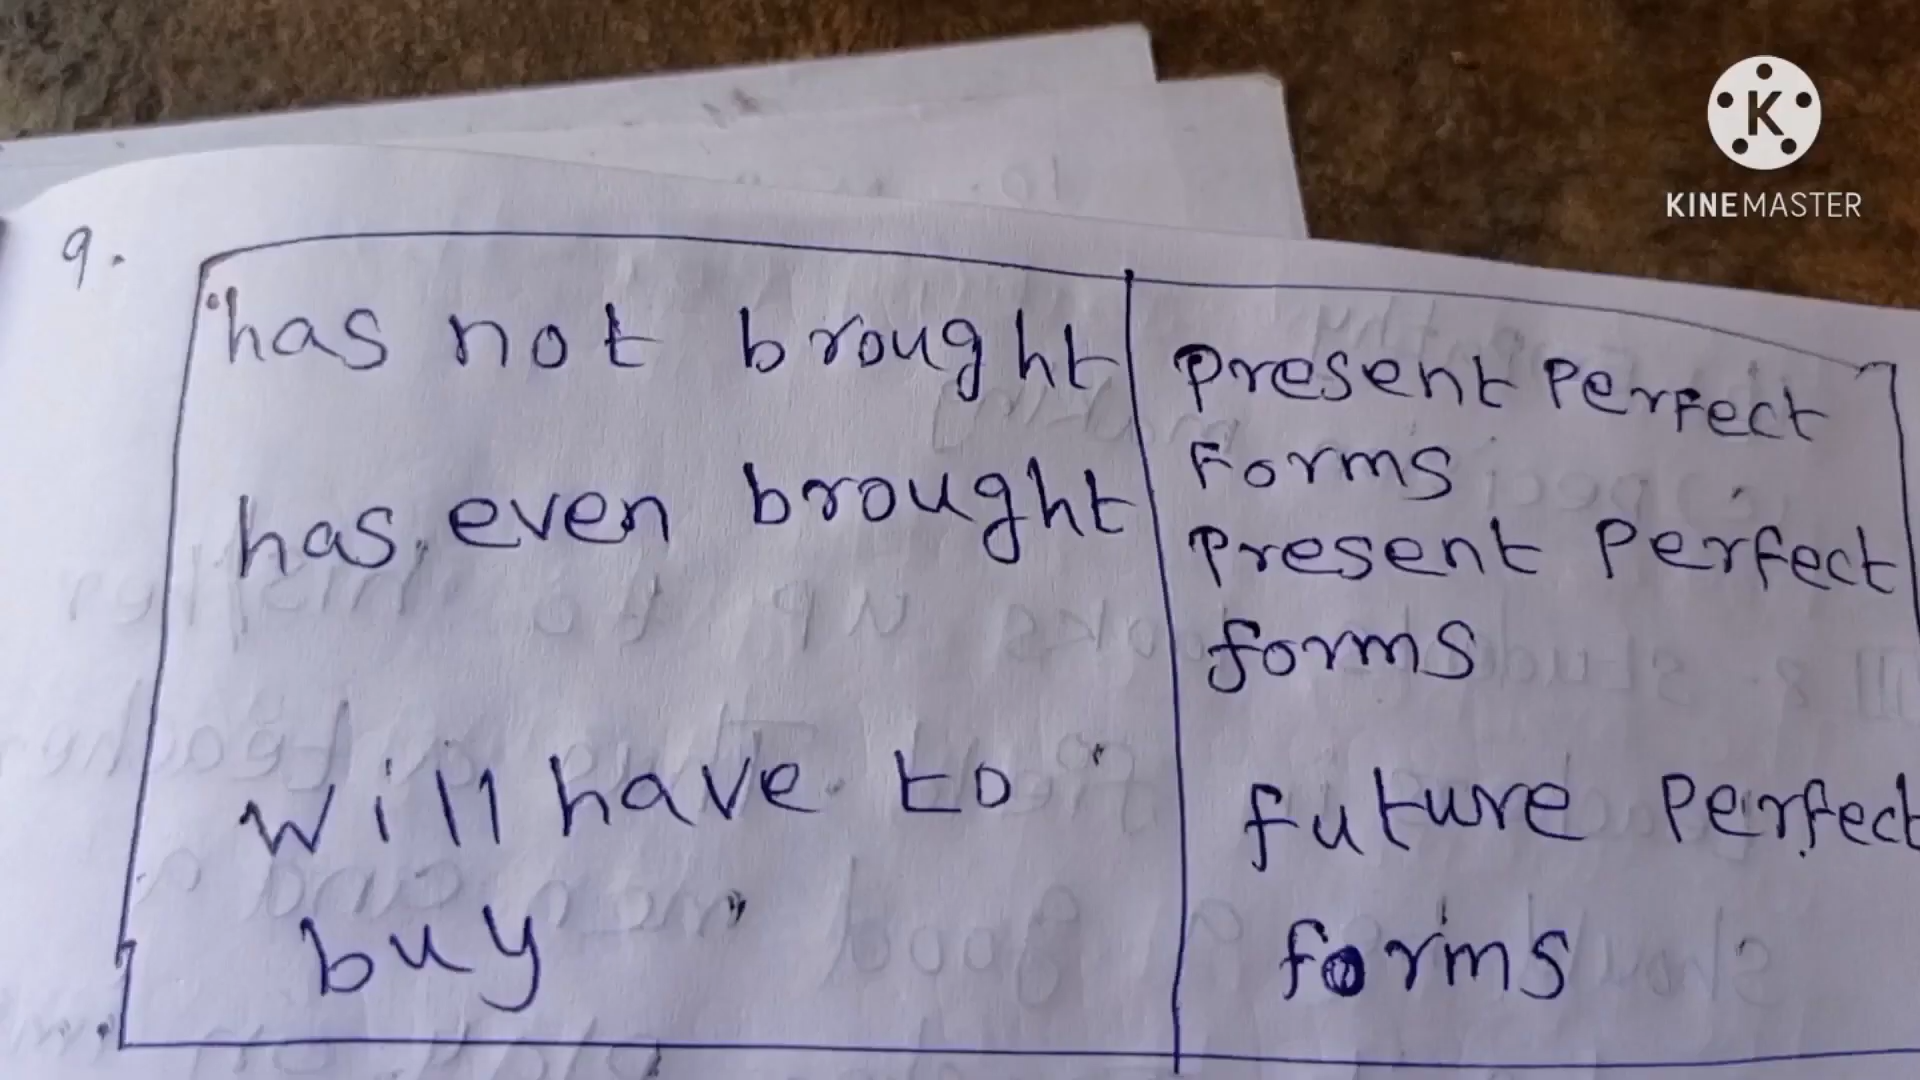 K
KINEMASTER
9.
has not brought
present perfect
forms
has even brought
present perfect
forms
will have to
buy
future perfect
forms